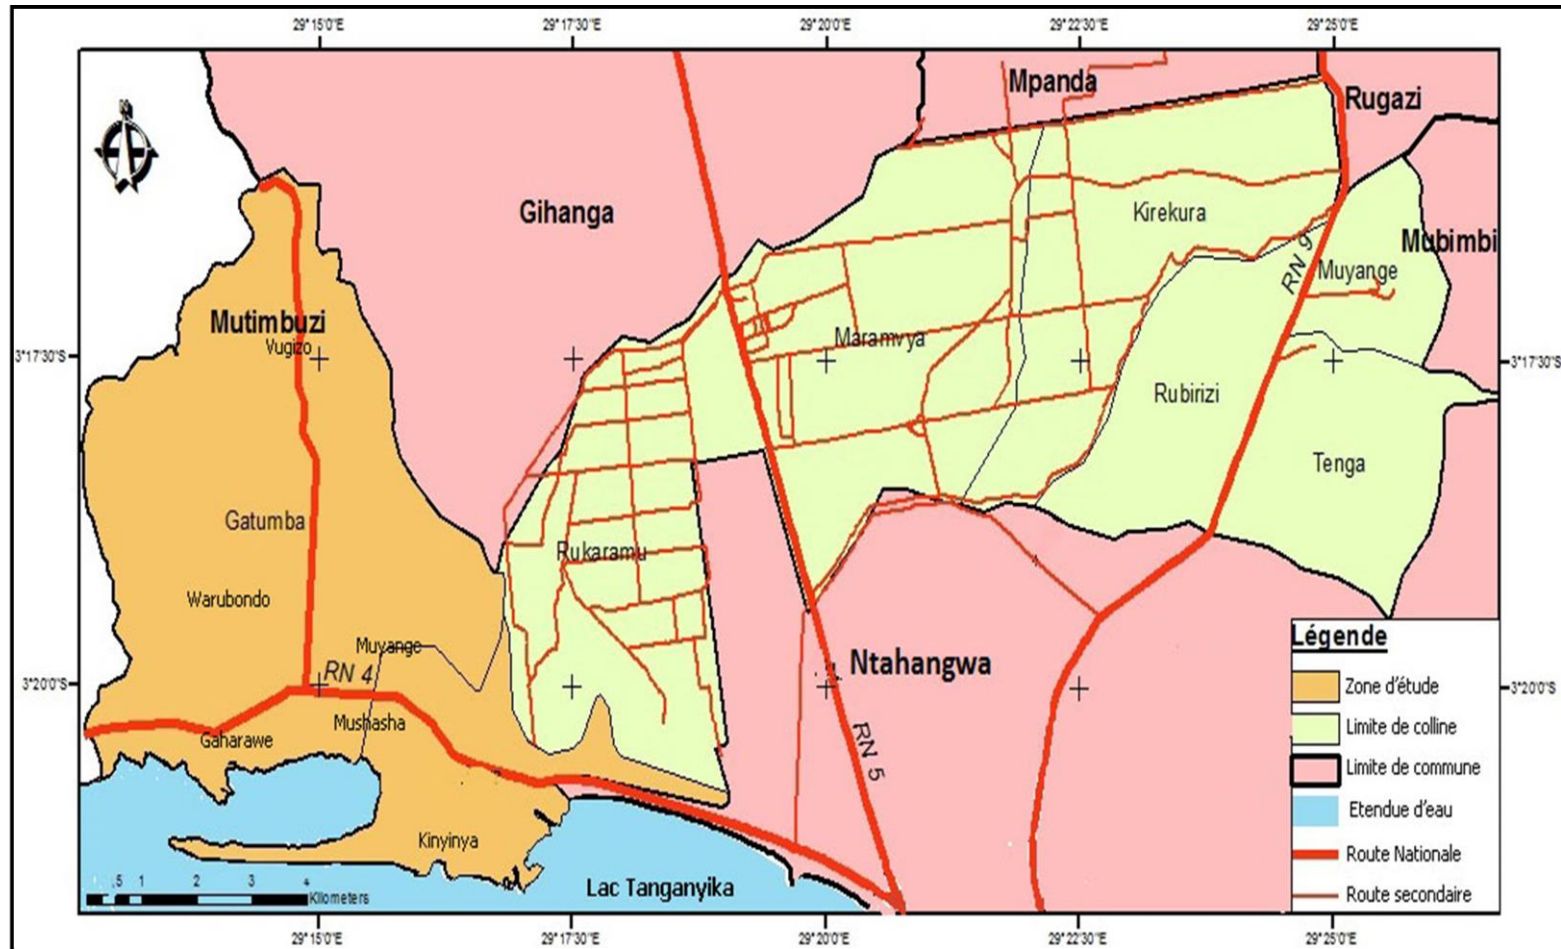 29°15'0"E
29°17'30"E
29°20'0"E
29°22'30"E
29°25'0"E
N
Mpanda
Rugazi
Gihanga
Kirekura
Mubimbi
RN 9
Muyange
Mutimbuzi
Vugizo
Maramvya
3°17'30"S
3°17'30"S
Rubirizi
Tenga
Gatumba
Rukaramu
Warubondo
Muyange
Ntahangwa
RN 4
3°20'0"S
3°20'0"S
Mushasha
Gaharawe
RN 5
Kinyinya
Lac Tanganyika
,5 1 2 3 4
Kilometers
Légende
Zone d'étude
Limite de colline
Limite de commune
Etendue d'eau
Route Nationale
Route secondaire
29°15'0"E
29°17'30"E
29°20'0"E
29°22'30"E
29°25'0"E